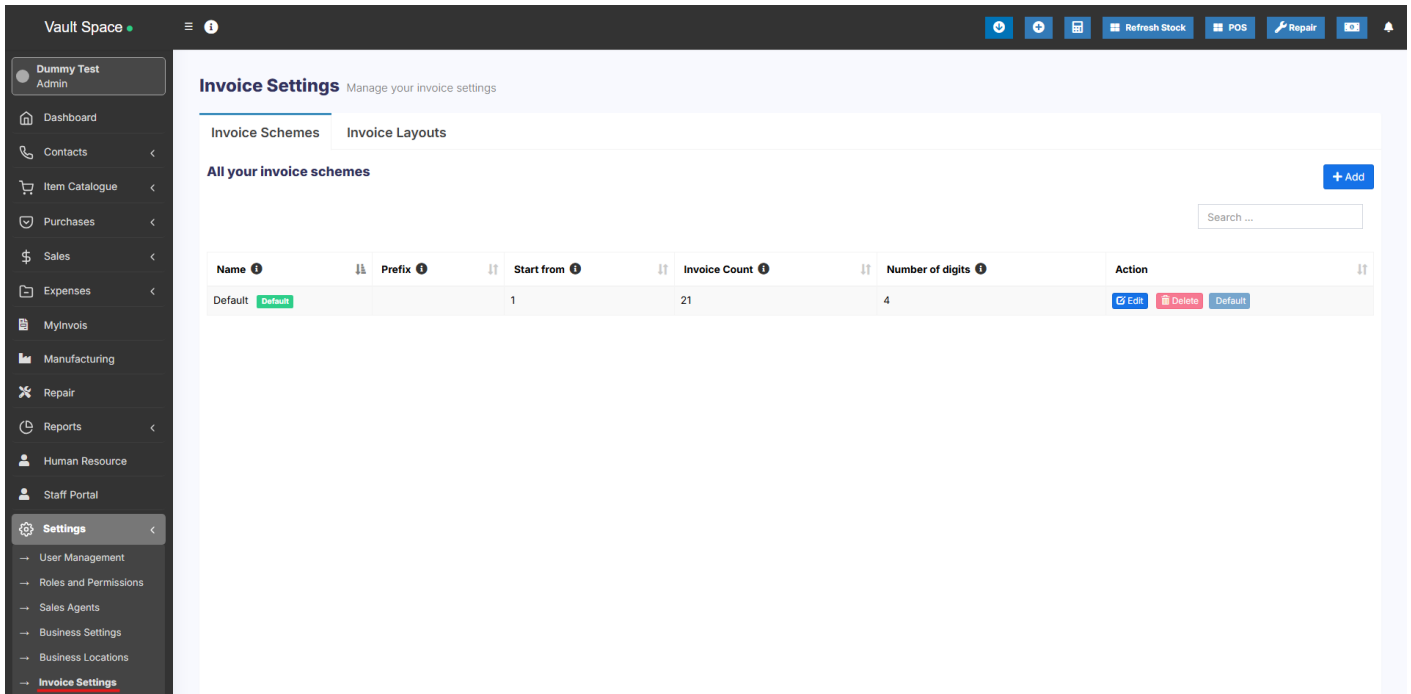 Vault Space
Refresh Stock
POS
Repair
Dummy Test
Admin
Dashboard
Contacts
Item Catalogue
Purchases
Sales
Expenses
MyInvois
Manufacturing
Repair
Reports
Human Resource
Staff Portal
Settings
→ User Management
→ Roles and Permissions
→ Sales Agents
→ Business Settings
→ Business Locations
→ Invoice Settings
Invoice Settings Manage your invoice settings
Invoice Schemes Invoice Layouts
All your invoice schemes
+ Add
Search ...
Name Prefix Start from Invoice Count Number of digits Action
Default Default 1 21 4 Edit Delete Default